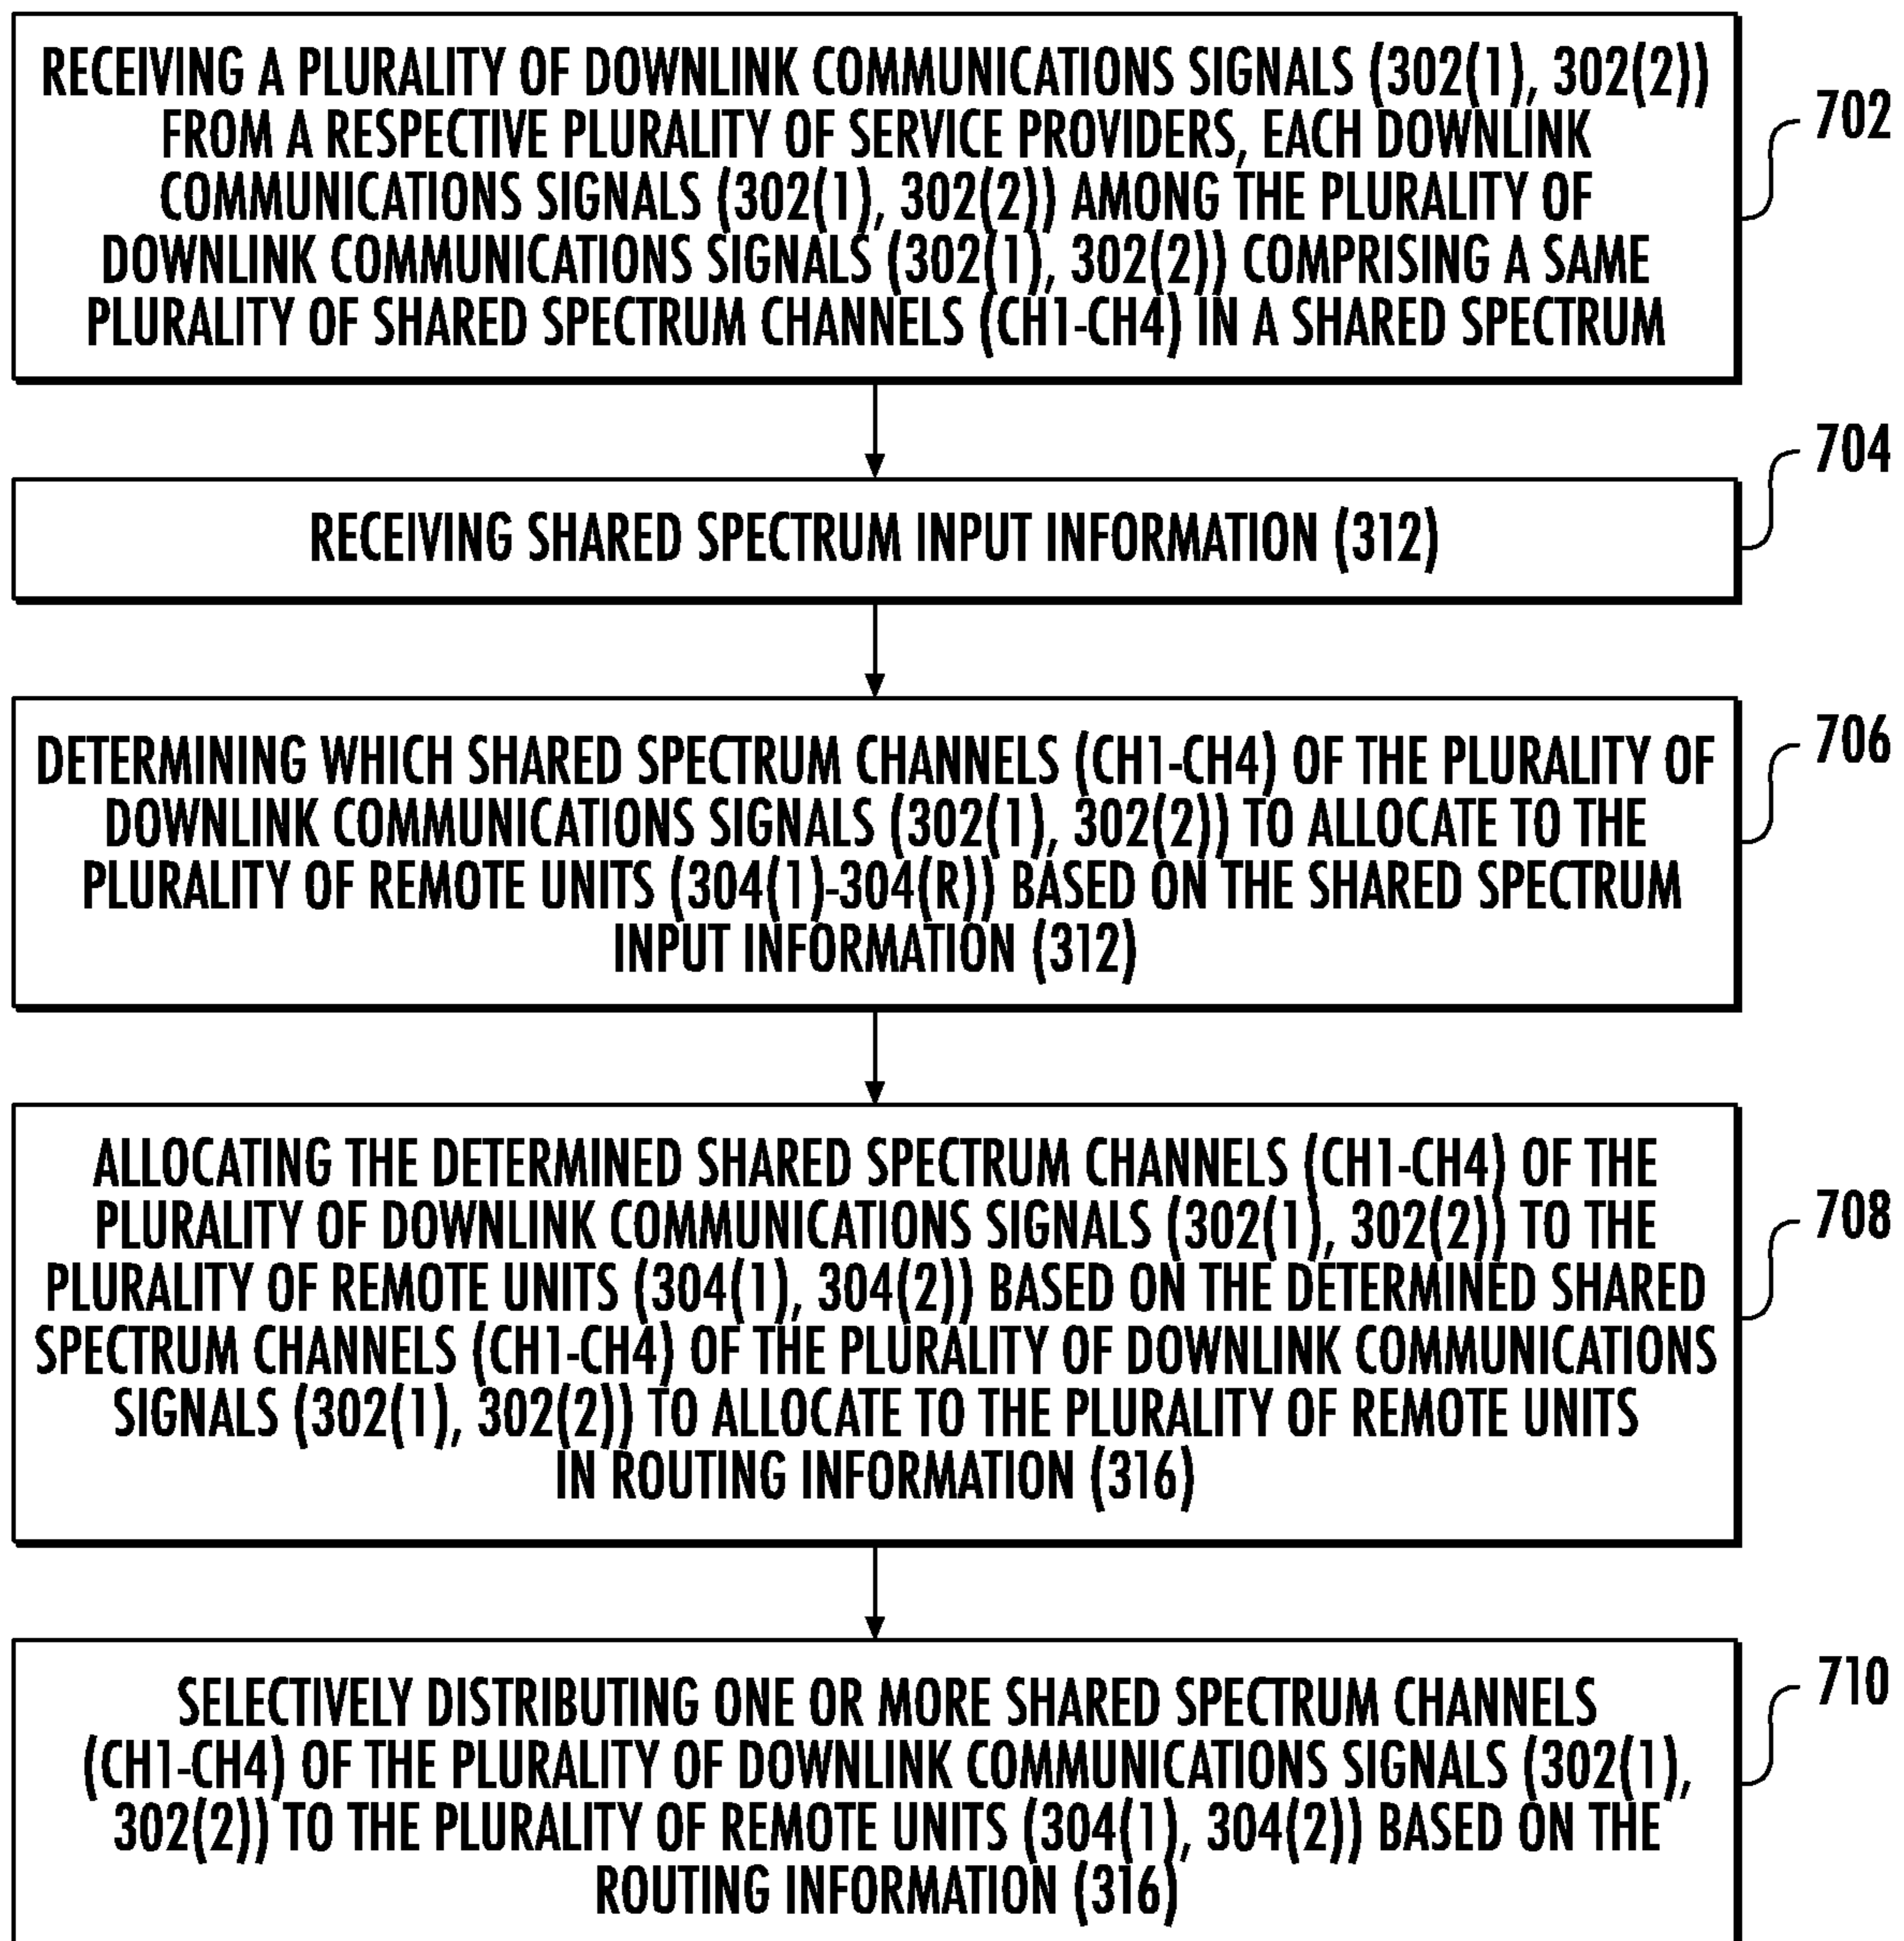 RECEIVING A PLURALITY OF DOWNLINK COMMUNICATIONS SIGNALS (302(1), 302(2))
FROM A RESPECTIVE PLURALITY OF SERVICE PROVIDERS, EACH DOWNLINK
COMMUNICATIONS SIGNALS (302(1), 302(2)) AMONG THE PLURALITY OF
DOWNLINK COMMUNICATIONS SIGNALS (302(1), 302(2)) COMPRISING A SAME
PLURALITY OF SHARED SPECTRUM CHANNELS (CH1-CH4) IN A SHARED SPECTRUM
702
RECEIVING SHARED SPECTRUM INPUT INFORMATION (312)
704
DETERMINING WHICH SHARED SPECTRUM CHANNELS (CH1-CH4) OF THE PLURALITY OF
DOWNLINK COMMUNICATIONS SIGNALS (302(1), 302(2)) TO ALLOCATE TO THE
PLURALITY OF REMOTE UNITS (304(1)-304(R)) BASED ON THE SHARED SPECTRUM
INPUT INFORMATION (312)
706
ALLOCATING THE DETERMINED SHARED SPECTRUM CHANNELS (CH1-CH4) OF THE
PLURALITY OF DOWNLINK COMMUNICATIONS SIGNALS (302(1), 302(2)) TO THE
PLURALITY OF REMOTE UNITS (304(1), 304(2)) BASED ON THE DETERMINED SHARED
SPECTRUM CHANNELS (CH1-CH4) OF THE PLURALITY OF DOWNLINK COMMUNICATIONS
SIGNALS (302(1), 302(2)) TO ALLOCATE TO THE PLURALITY OF REMOTE UNITS
IN ROUTING INFORMATION (316)
708
SELECTIVELY DISTRIBUTING ONE OR MORE SHARED SPECTRUM CHANNELS
(CH1-CH4) OF THE PLURALITY OF DOWNLINK COMMUNICATIONS SIGNALS (302(1),
302(2)) TO THE PLURALITY OF REMOTE UNITS (304(1), 304(2)) BASED ON THE
ROUTING INFORMATION (316)
710